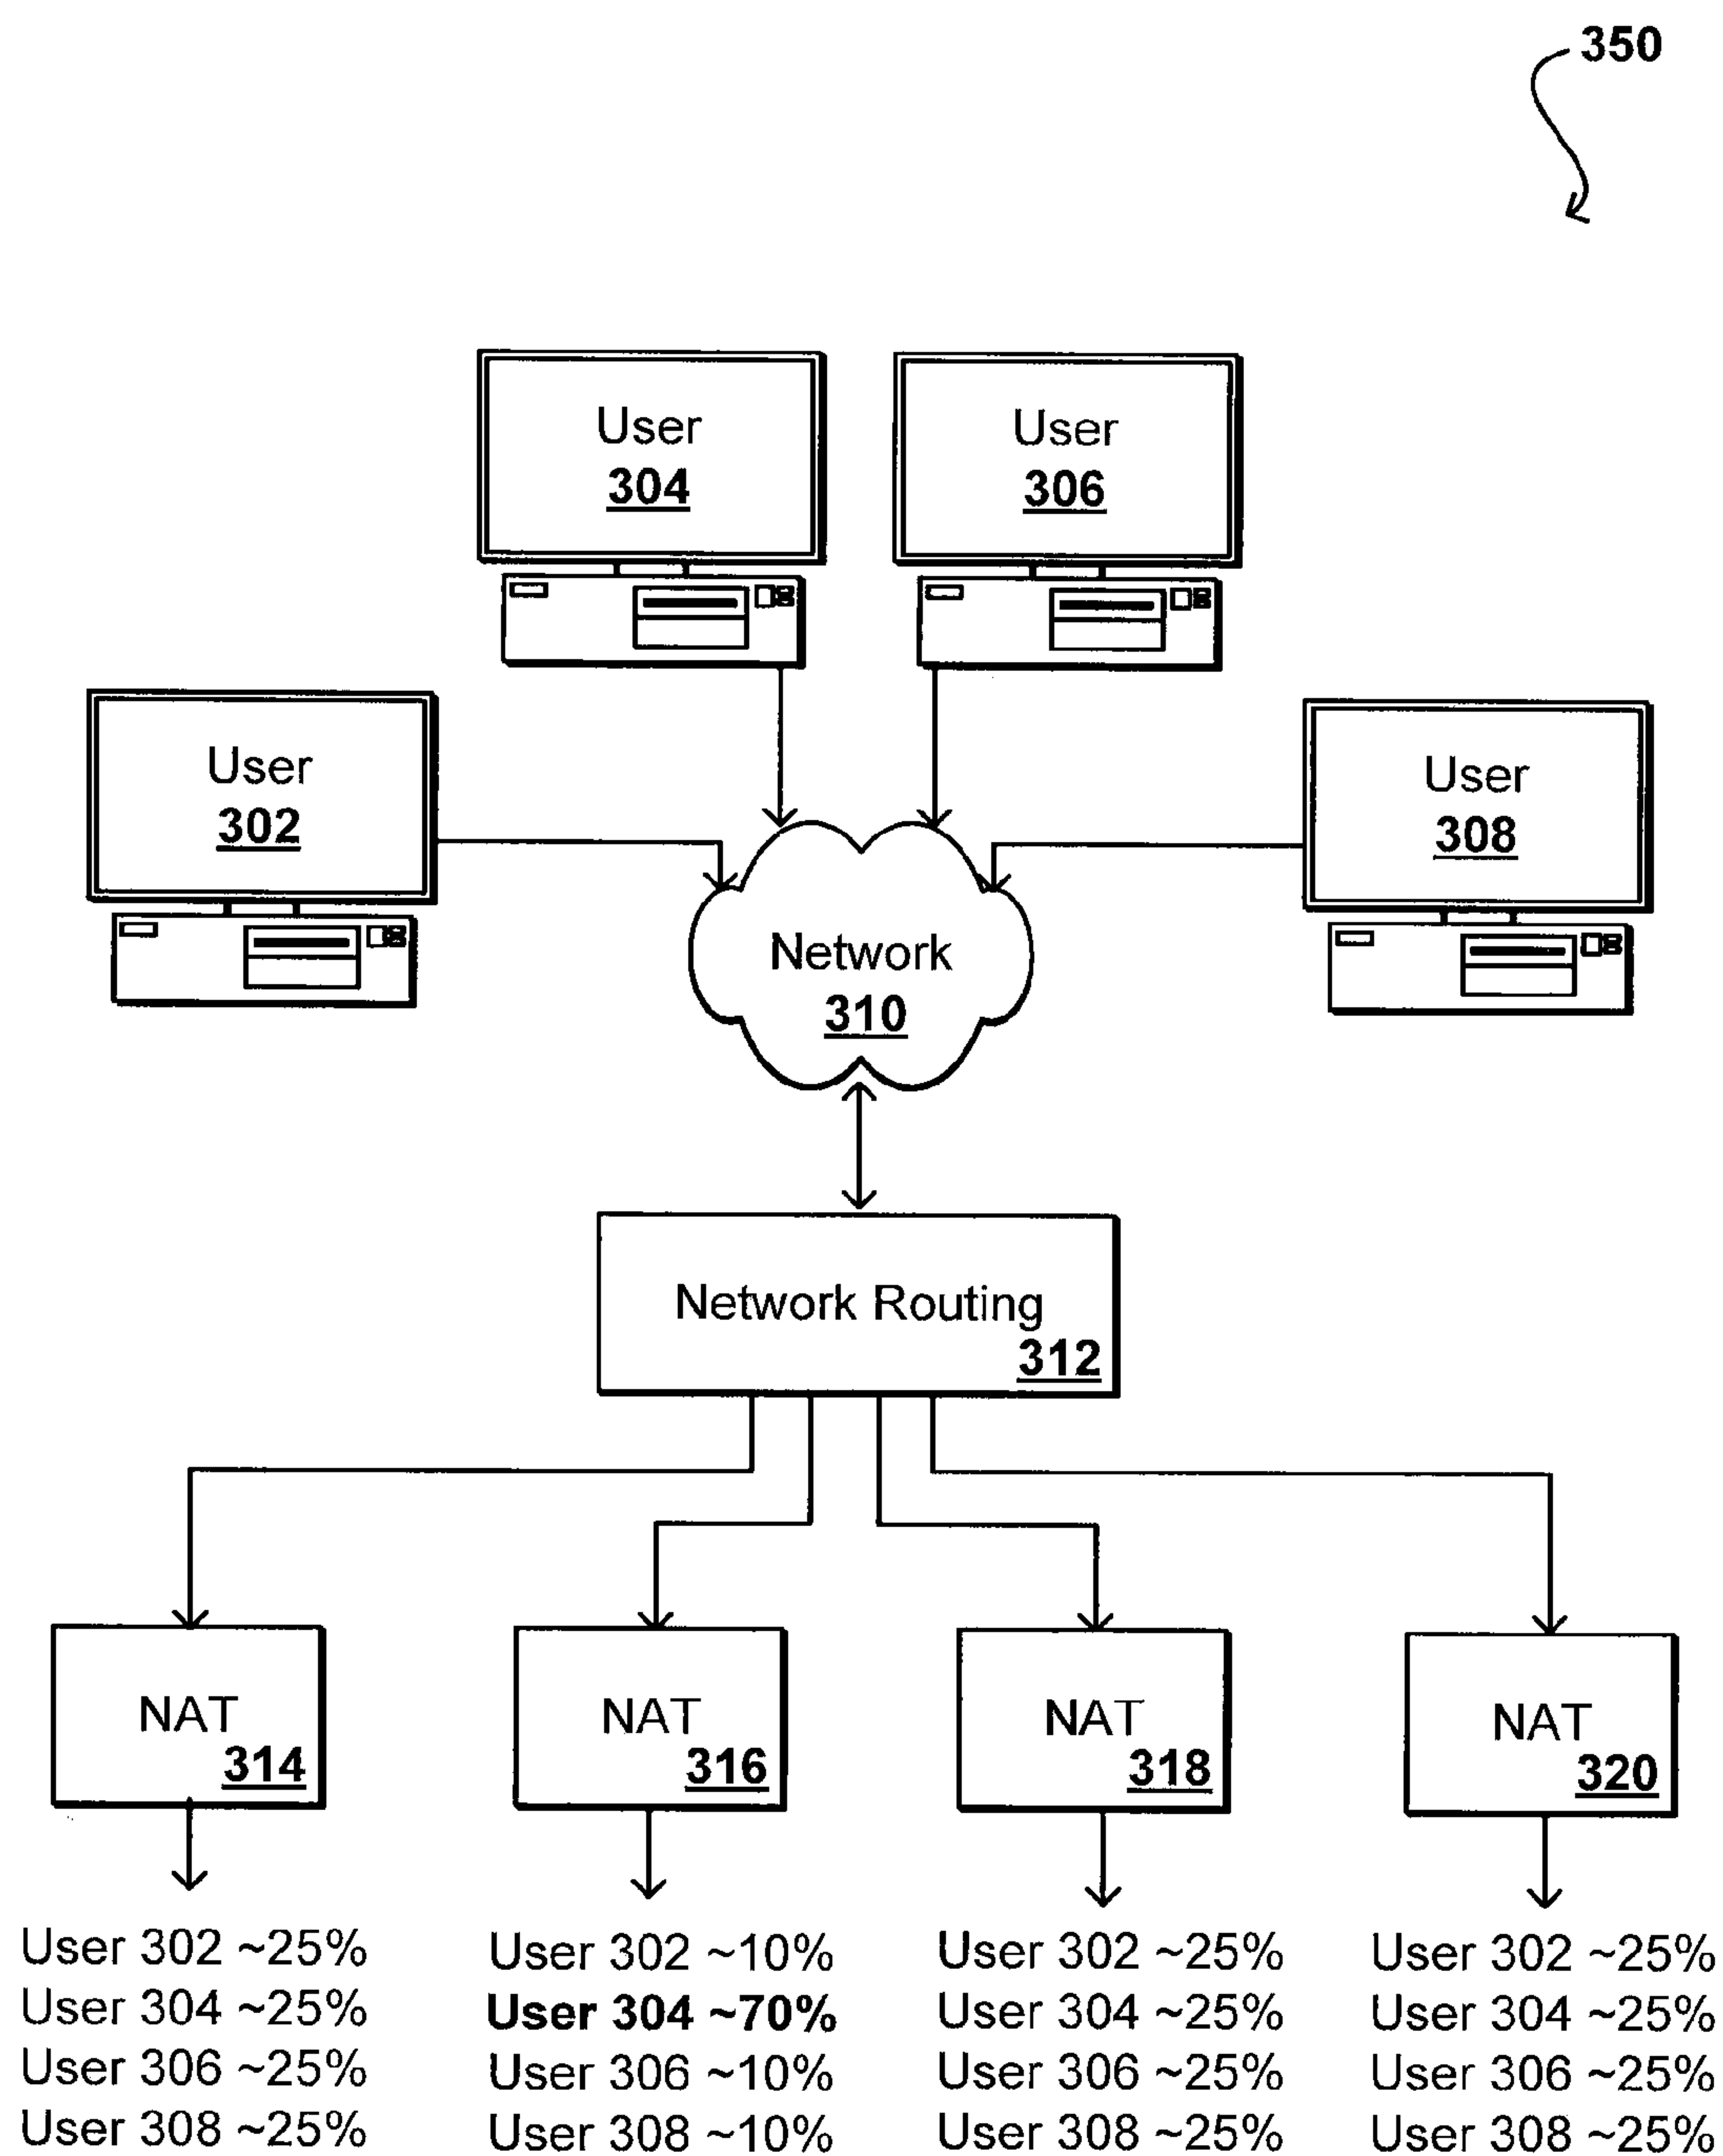 350
User
304
User
306
User
302
User
308
Network
310
Network Routing
312
NAT
314
NAT
316
NAT
318
NAT
320
User 302 ~25%
User 304 ~25%
User 306 ~25%
User 308 ~25%
User 302 ~10%
User 304 ~70%
User 306 ~10%
User 308 ~10%
User 302 ~25%
User 304 ~25%
User 306 ~25%
User 308 ~25%
User 302 ~25%
User 304 ~25%
User 306 ~25%
User 308 ~25%